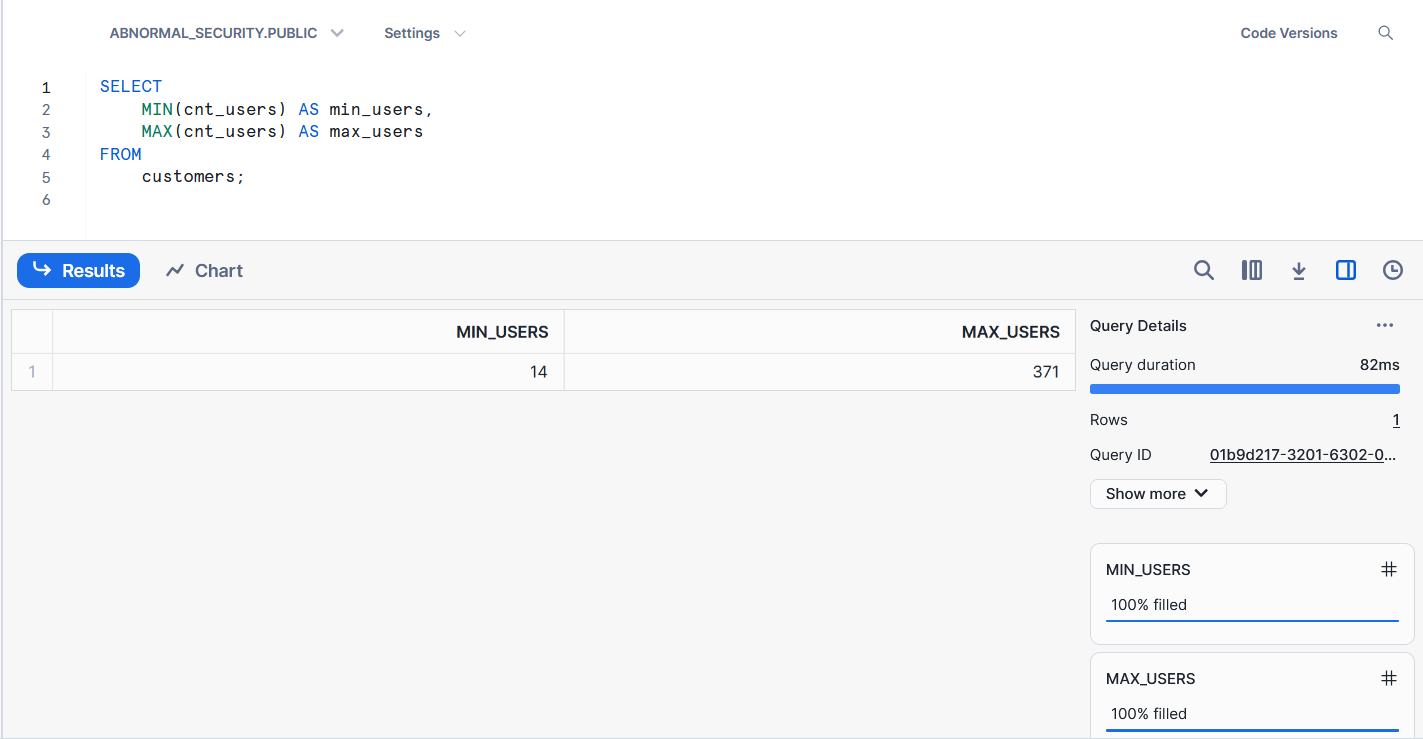 ABNORMAL_SECURITY.PUBLIC Settings Code Versions
1 SELECT
2 MIN(cnt_users) AS min_users,
3 MAX(cnt_users) AS max_users
4 FROM
5 customers;
6
Results Chart
MIN_USERS MAX_USERS
1 14 371
Query Details ...
Query duration 82ms
Rows 1
Query ID 01b9d217-3201-6302-0...
Show more
MIN_USERS #
100% filled
MAX_USERS #
100% filled